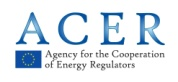 ACER
Agency for the Cooperation
of Energy Regulators